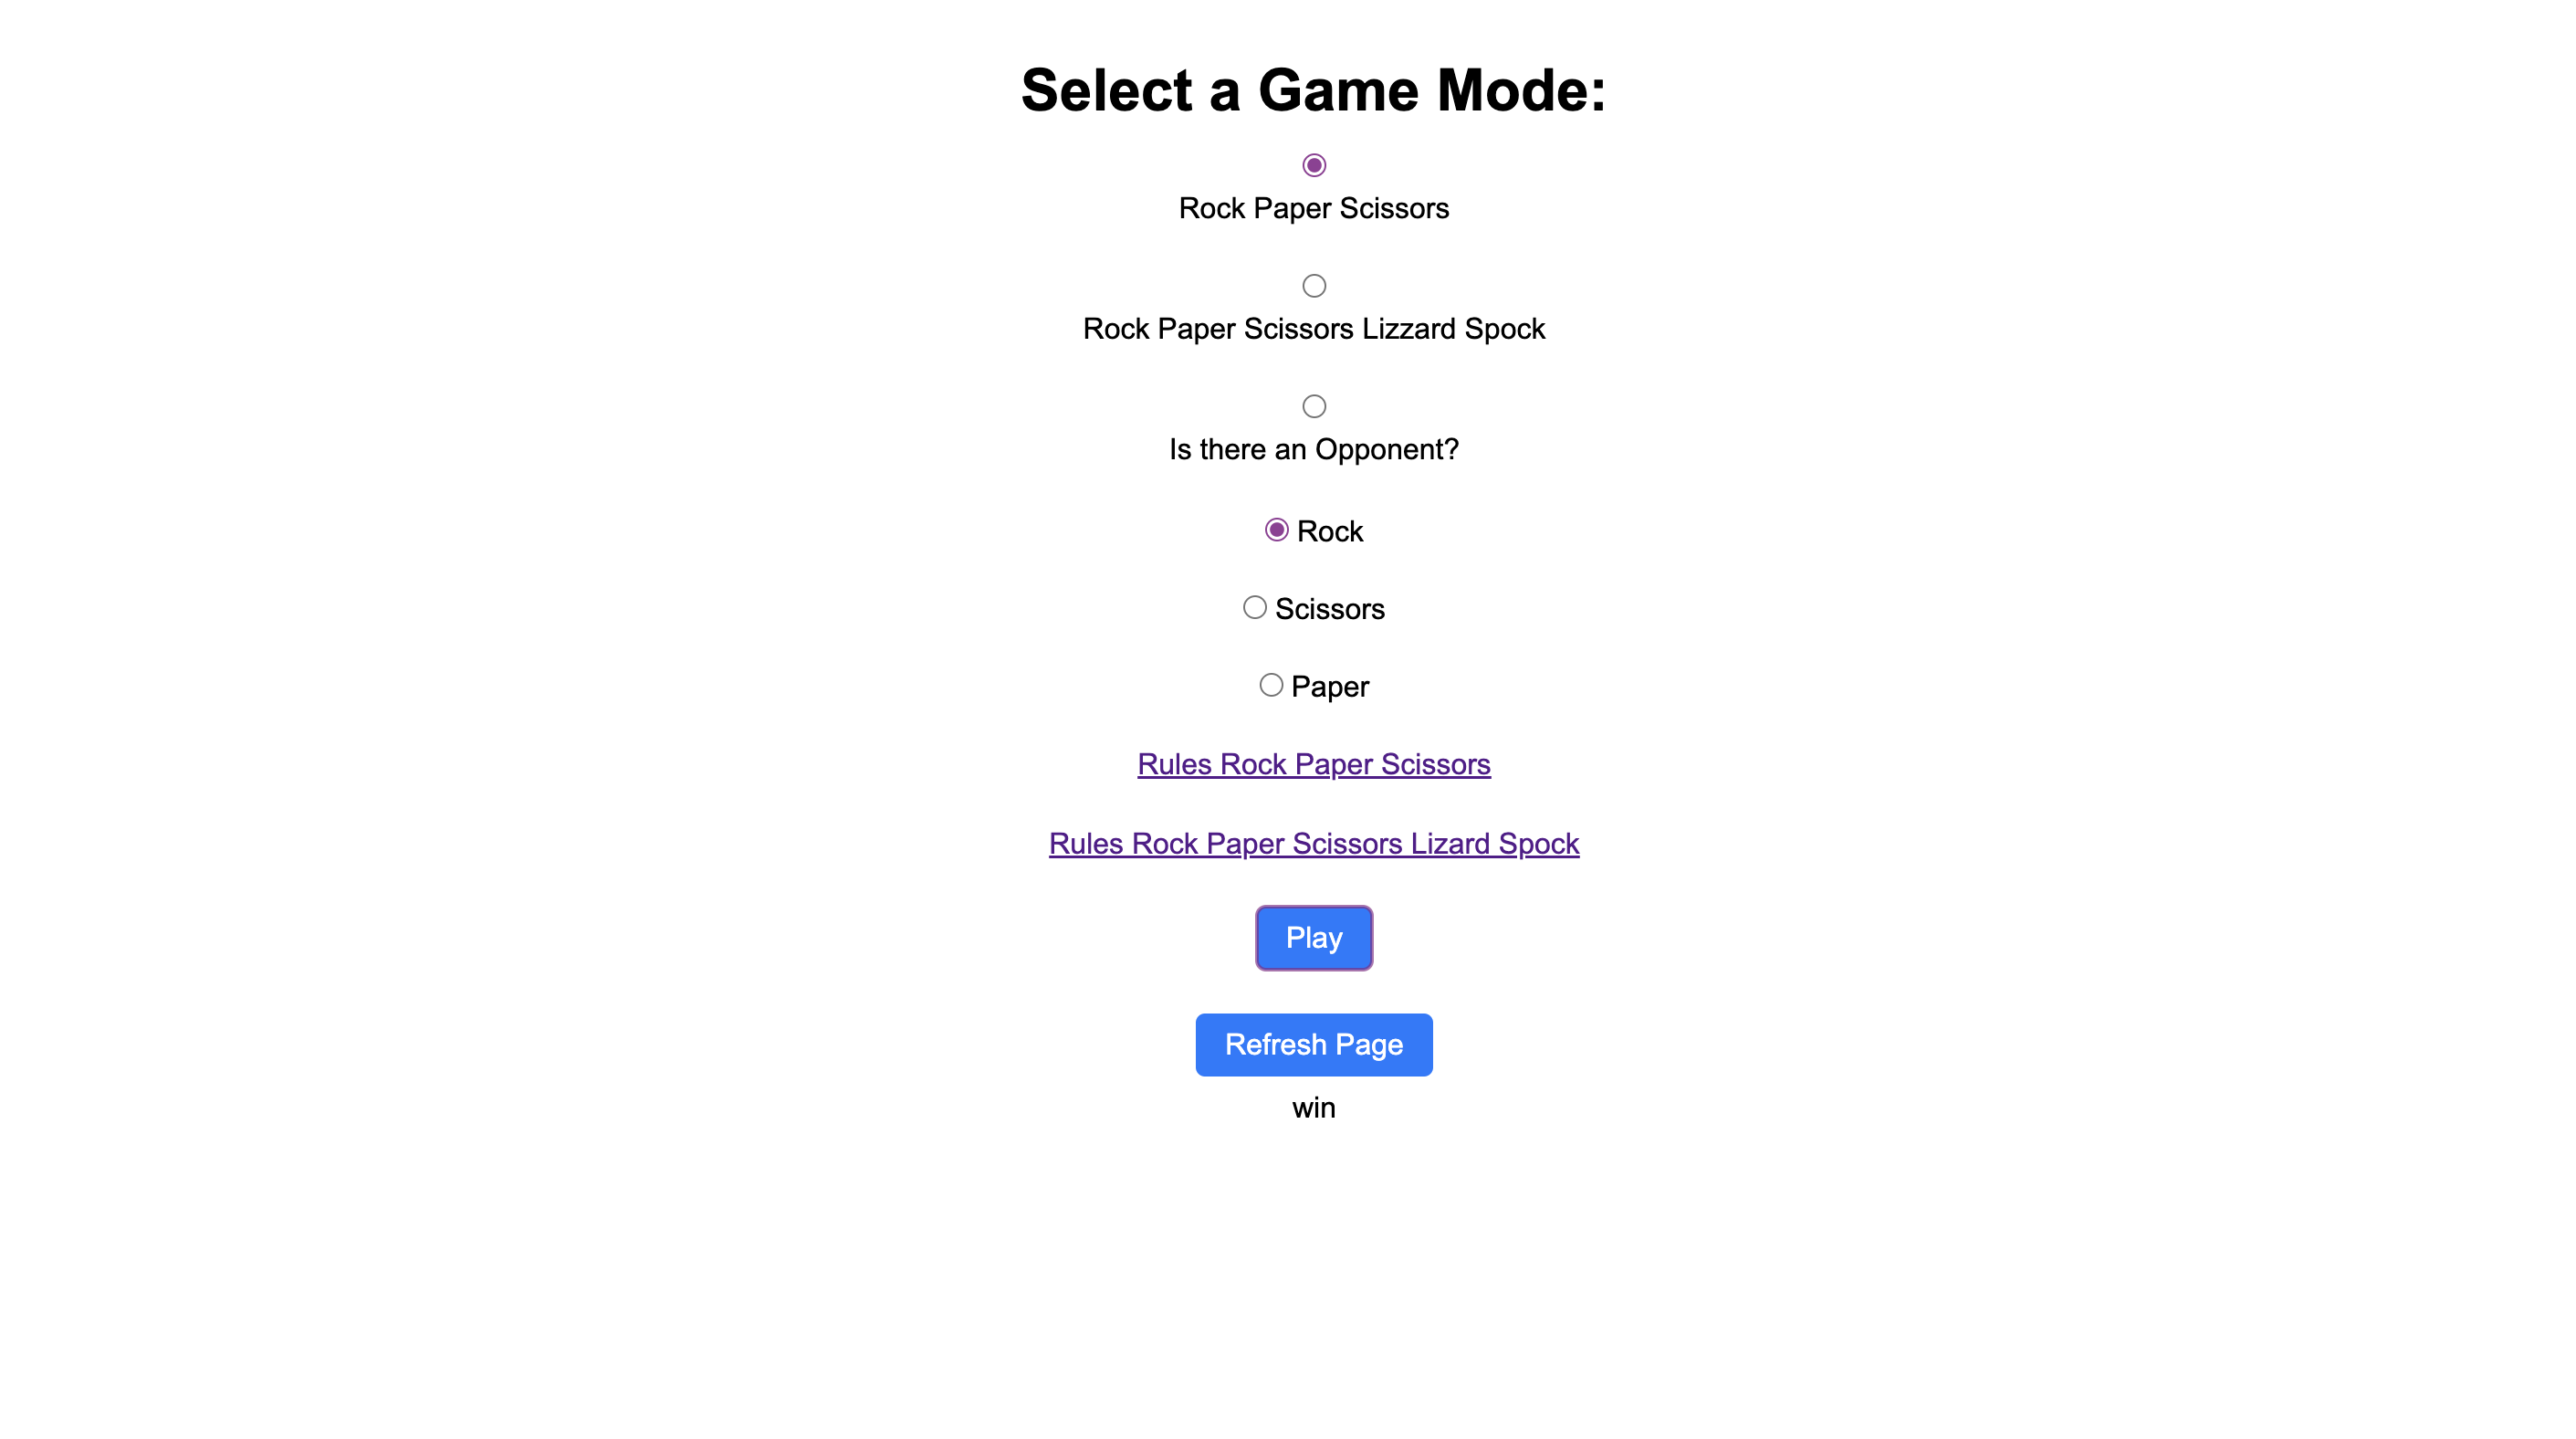 Select a Game Mode:
Rock Paper Scissors
Rock Paper Scissors Lizzard Spock
Is there an Opponent?
Rock
Scissors
Paper
Rules Rock Paper Scissors
Rules Rock Paper Scissors Lizard Spock
Play
Refresh Page
win